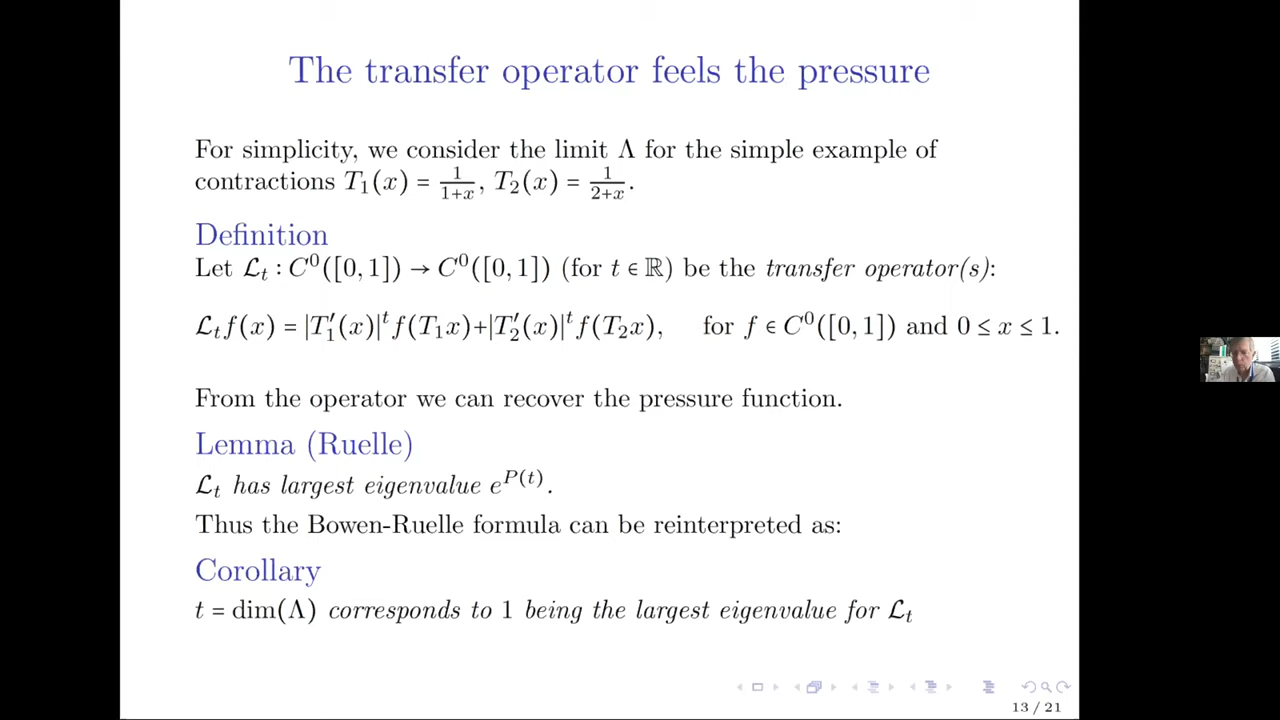 The transfer operator feels the pressure
For simplicity, we consider the limit Λ for the simple example of
contractions T₁(x) = 1/(1+x), T₂(x) = 1/(2+x).
Definition
Let ℒₜ : C⁰([0, 1]) → C⁰([0, 1]) (for t ∈ ℝ) be the transfer operator(s):
ℒₜf(x) = |T₁′(x)|ᵗf(T₁x)+|T₂′(x)|ᵗf(T₂x), for f ∈ C⁰([0, 1]) and 0 ≤ x ≤ 1.
From the operator we can recover the pressure function.
Lemma (Ruelle)
ℒₜ has largest eigenvalue e^{P(t)}.
Thus the Bowen-Ruelle formula can be reinterpreted as:
Corollary
t = dim(Λ) corresponds to 1 being the largest eigenvalue for ℒₜ
13 / 21